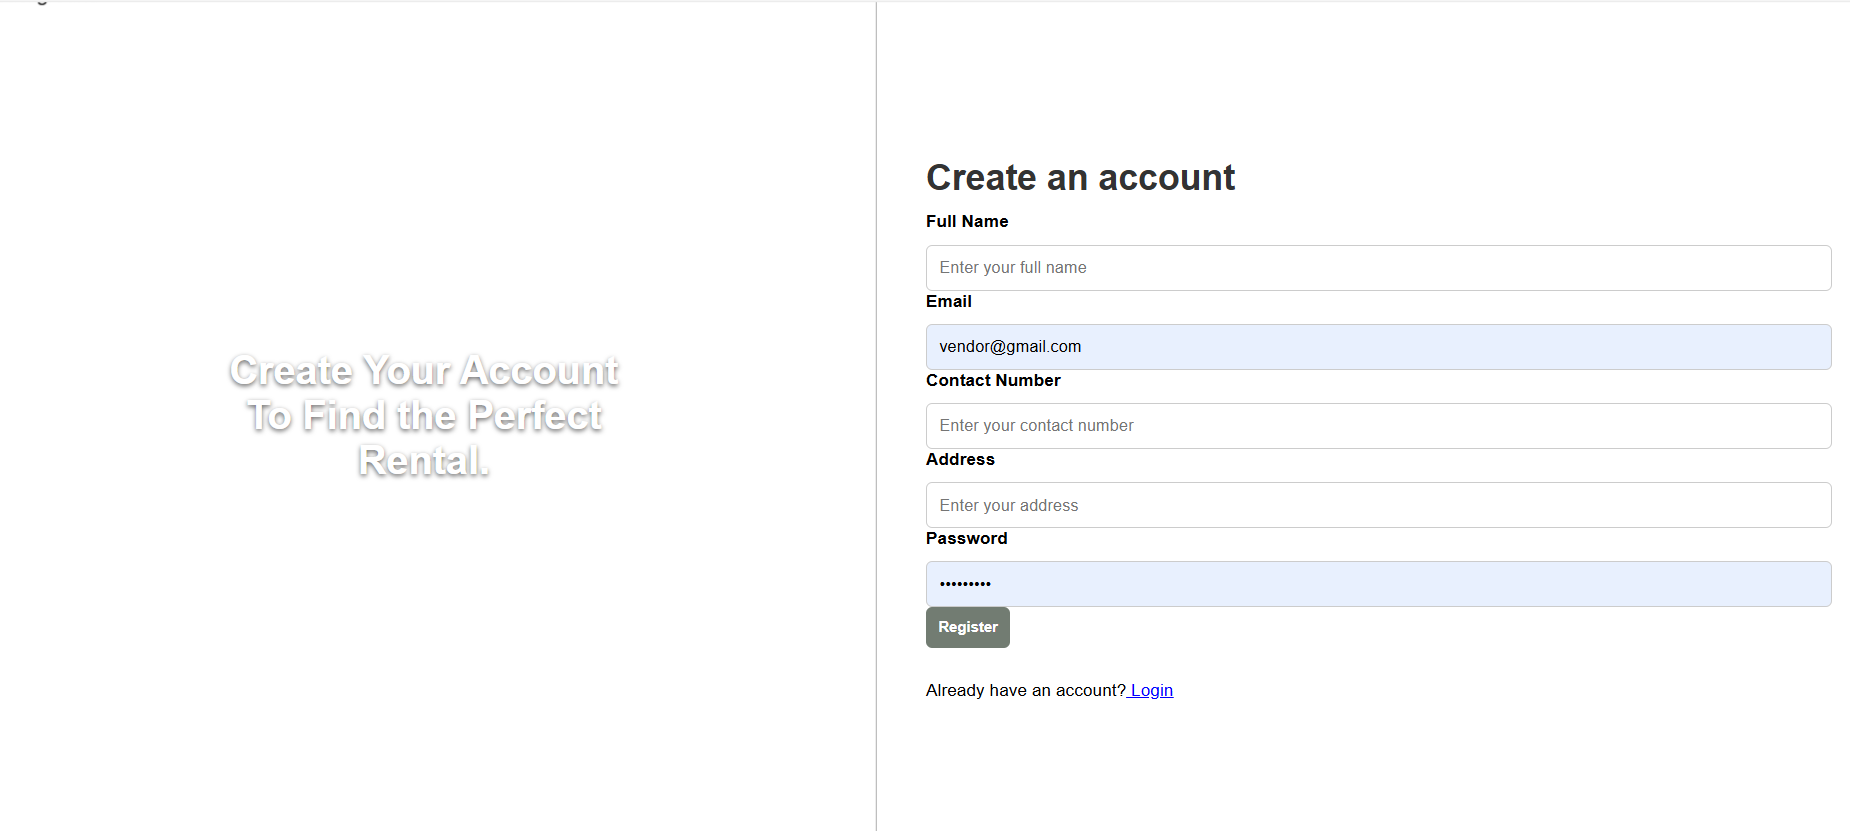 Create Your Account
To Find the Perfect
Rental.
Create an account
Full Name
Enter your full name
Email
vendor@gmail.com
Contact Number
Enter your contact number
Address
Enter your address
Password
•••••••••
Register
Already have an account? Login